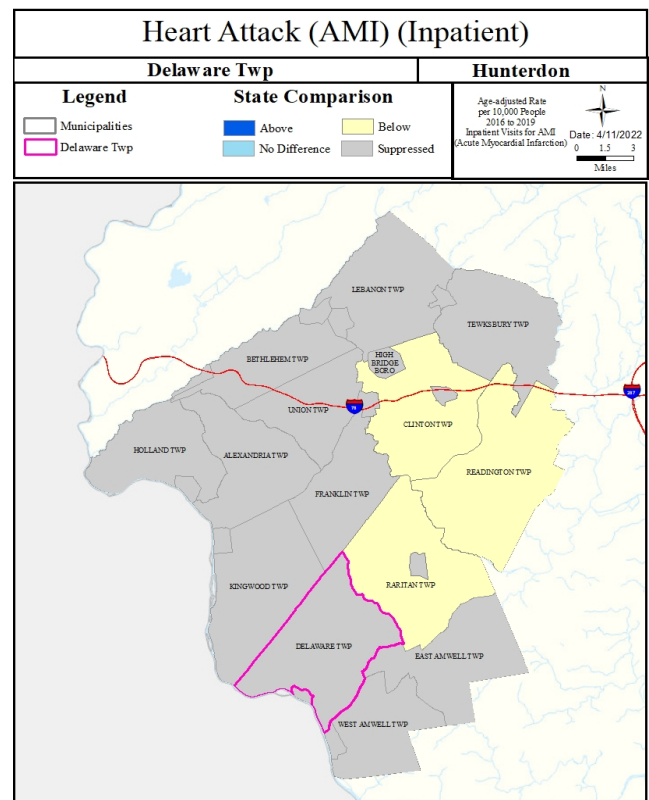 Heart Attack (AMI) (Inpatient)
Delaware Twp
Hunterdon
Legend
Municipalities
Delaware Twp
State Comparison
Above
Below
No Difference
Suppressed
Age-adjusted Rate
per 10,000 People
2016 to 2019
Inpatient Visits for AMI
(Acute Myocardial Infarction)
N
Date: 4/11/2022
0 1.5 3
Miles
LEBANON TWP
TEWKSBURY TWP
HIGH
BRIDGE
BORO
BETHLEHEM TWP
UNION TWP
78
287
CLINTON TWP
HOLLAND TWP
ALEXANDRIA TWP
READINGTON TWP
FRANKLIN TWP
KINGWOOD TWP
RARITAN TWP
DELAWARE TWP
EAST AMWELL TWP
WEST AMWELL TWP